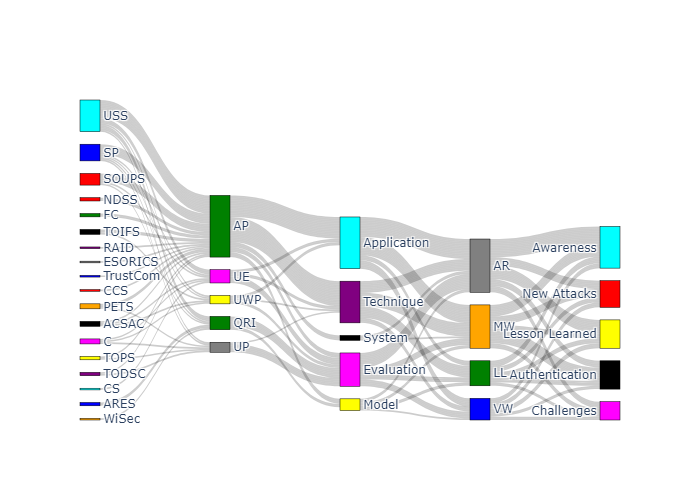 USS
SP
SOUPS
NDSS
FC
TOIFS
RAID
ESORICS
TrustCom
CCS
PETS
ACSAC
C
TOPS
TODSC
CS
ARES
WiSec
AP
UE
UWP
QRI
UP
Application
Technique
System
Evaluation
Model
AR
MW
LL
VW
Awareness
New Attacks
Lesson Learned
Authentication
Challenges